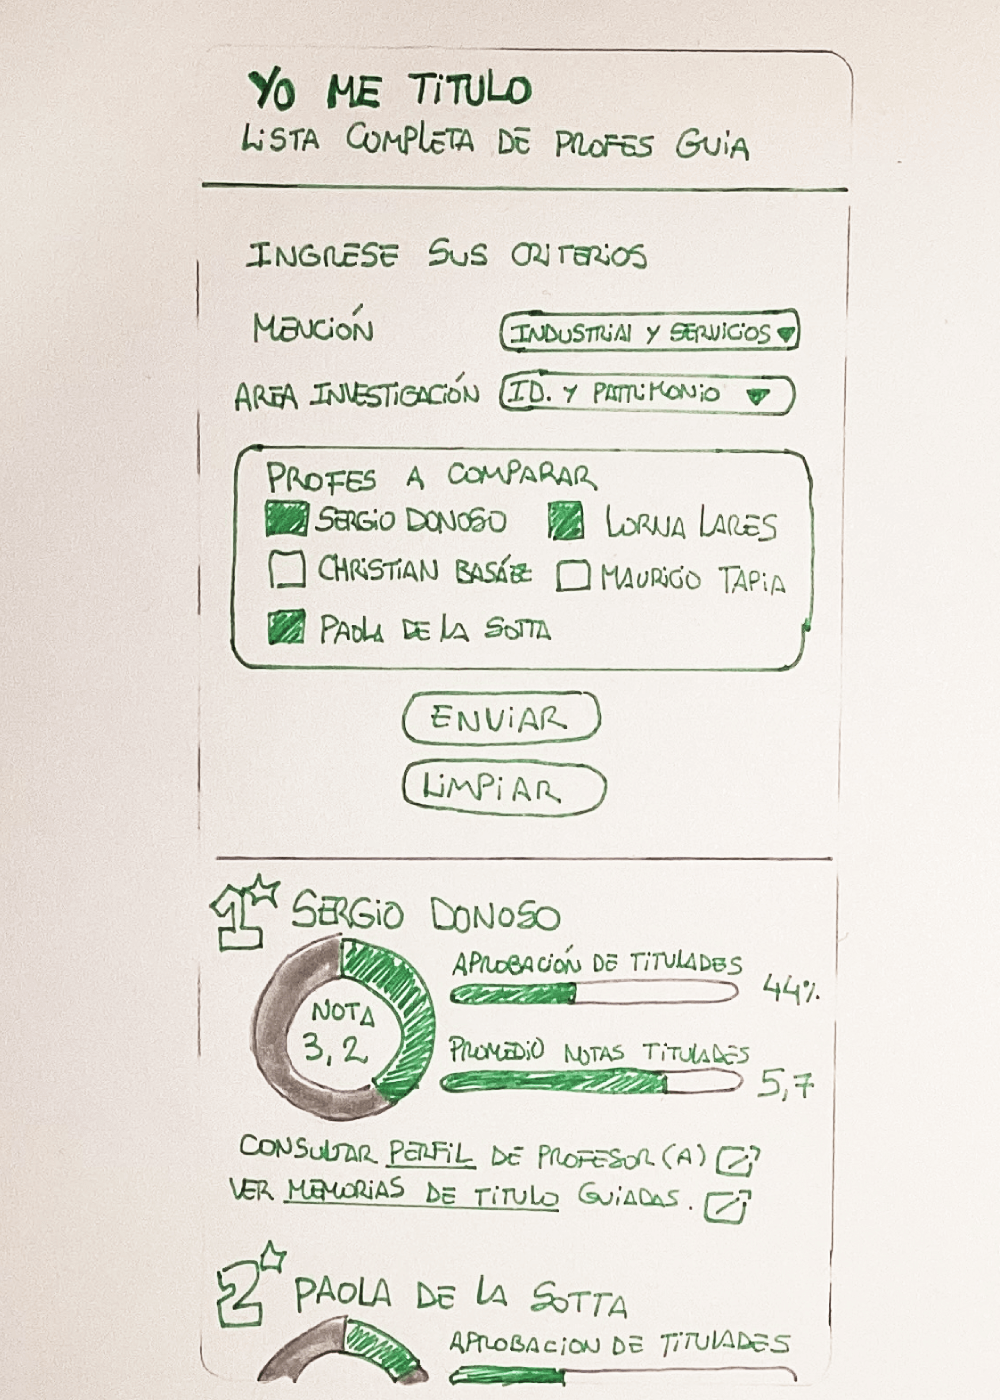 YO ME TITULO
LISTA COMPLETA DE PROFES GUIA
INGRESE SUS CRITERIOS
MENCIÓN
INDUSTRIAL Y SERVICIOS
AREA INVESTIGACIÓN
ID. Y PATRIMONIO
PROFES A COMPARAR
SERGIO DONOSO
LORNA LARES
CHRISTIAN BASÁEZ
MAURICIO TAPIA
PAOLA DE LA SOTTA
ENVIAR
LIMPIAR
1 SERGIO DONOSO
NOTA
3,2
APROBACIÓN DE TITULADES
44%.
PROMEDIO NOTAS TITULADES
5,7
CONSULTAR PERFIL DE PROFESOR(A)
VER MEMORIAS DE TITULO GUIADAS.
2 PAOLA DE LA SOTTA
APROBACION DE TITULADES